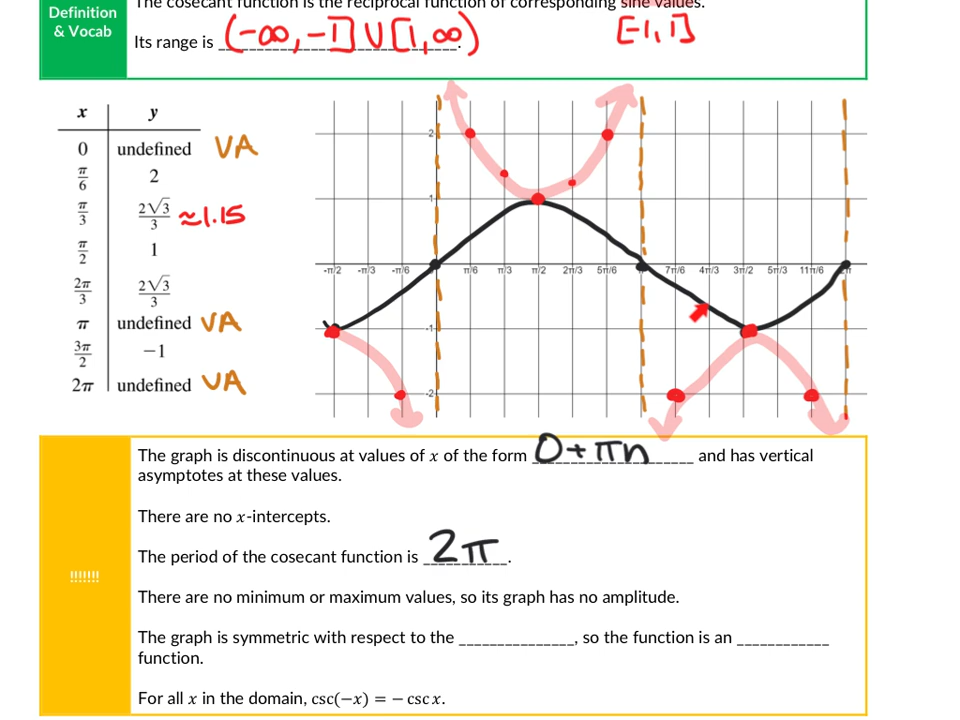 Definition
& Vocab
The cosecant function is the reciprocal function of corresponding sine values.
Its range is (-∞, -1] U [1, ∞).
[-1, 1]
x y
0 undefined VA
π/6 2
π/3 2√3/3 ≈1.15
π/2 1
2π/3 2√3/3
π undefined VA
3π/2 −1
2π undefined VA
2
1
-π/2 -π/3 -π/6 π/6 π/3 π/2 2π/3 5π/6 7π/6 4π/3 3π/2 5π/3 11π/6
-1
-2
!!!!!!!
The graph is discontinuous at values of x of the form 0 + πn and has vertical
asymptotes at these values.
There are no x-intercepts.
The period of the cosecant function is 2π.
There are no minimum or maximum values, so its graph has no amplitude.
The graph is symmetric with respect to the _______________, so the function is an ____________
function.
For all x in the domain, csc(−x) = − csc x.